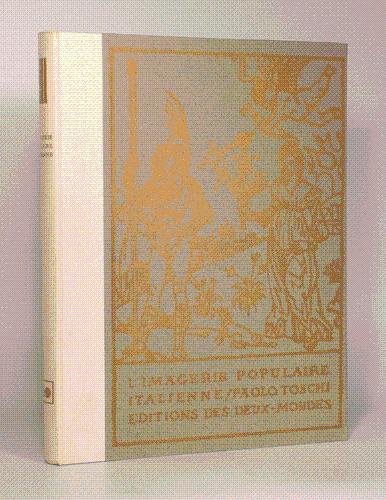 L'IMAGERIE POPULAIRE
ITALIENNE/PAOLO TOSCHI
EDITIONS DES DEUX-MONDES